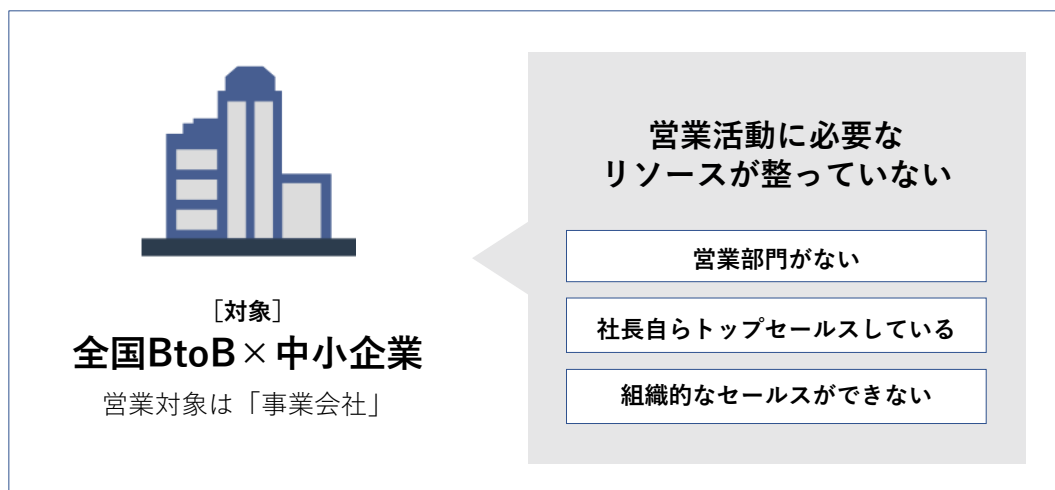 [対象]
全国BtoB×中小企業
営業対象は「事業会社」
営業活動に必要な
リソースが整っていない
営業部門がない
社長自らトップセールスしている
組織的なセールスができない